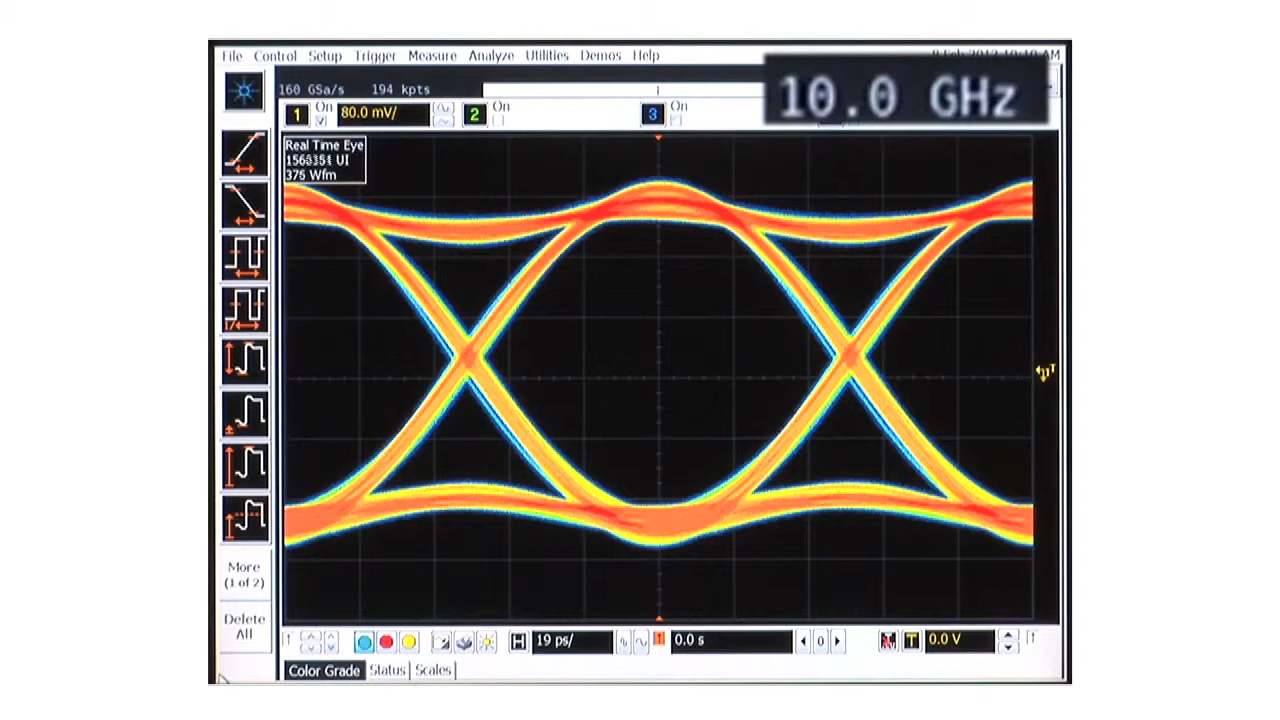 File Control Setup Trigger Measure Analyze Utilities Demos Help
160 GSa/s 194 kpts
10.0 GHz
1 On 80.0 mV/ 2 On 3 On
Real Time Eye
UI
375 Wfm
T
More
(1 of 2)
Delete
All
H 19 ps/ 0.0 s 0 T 0.0 V
Color Grade Status Scales